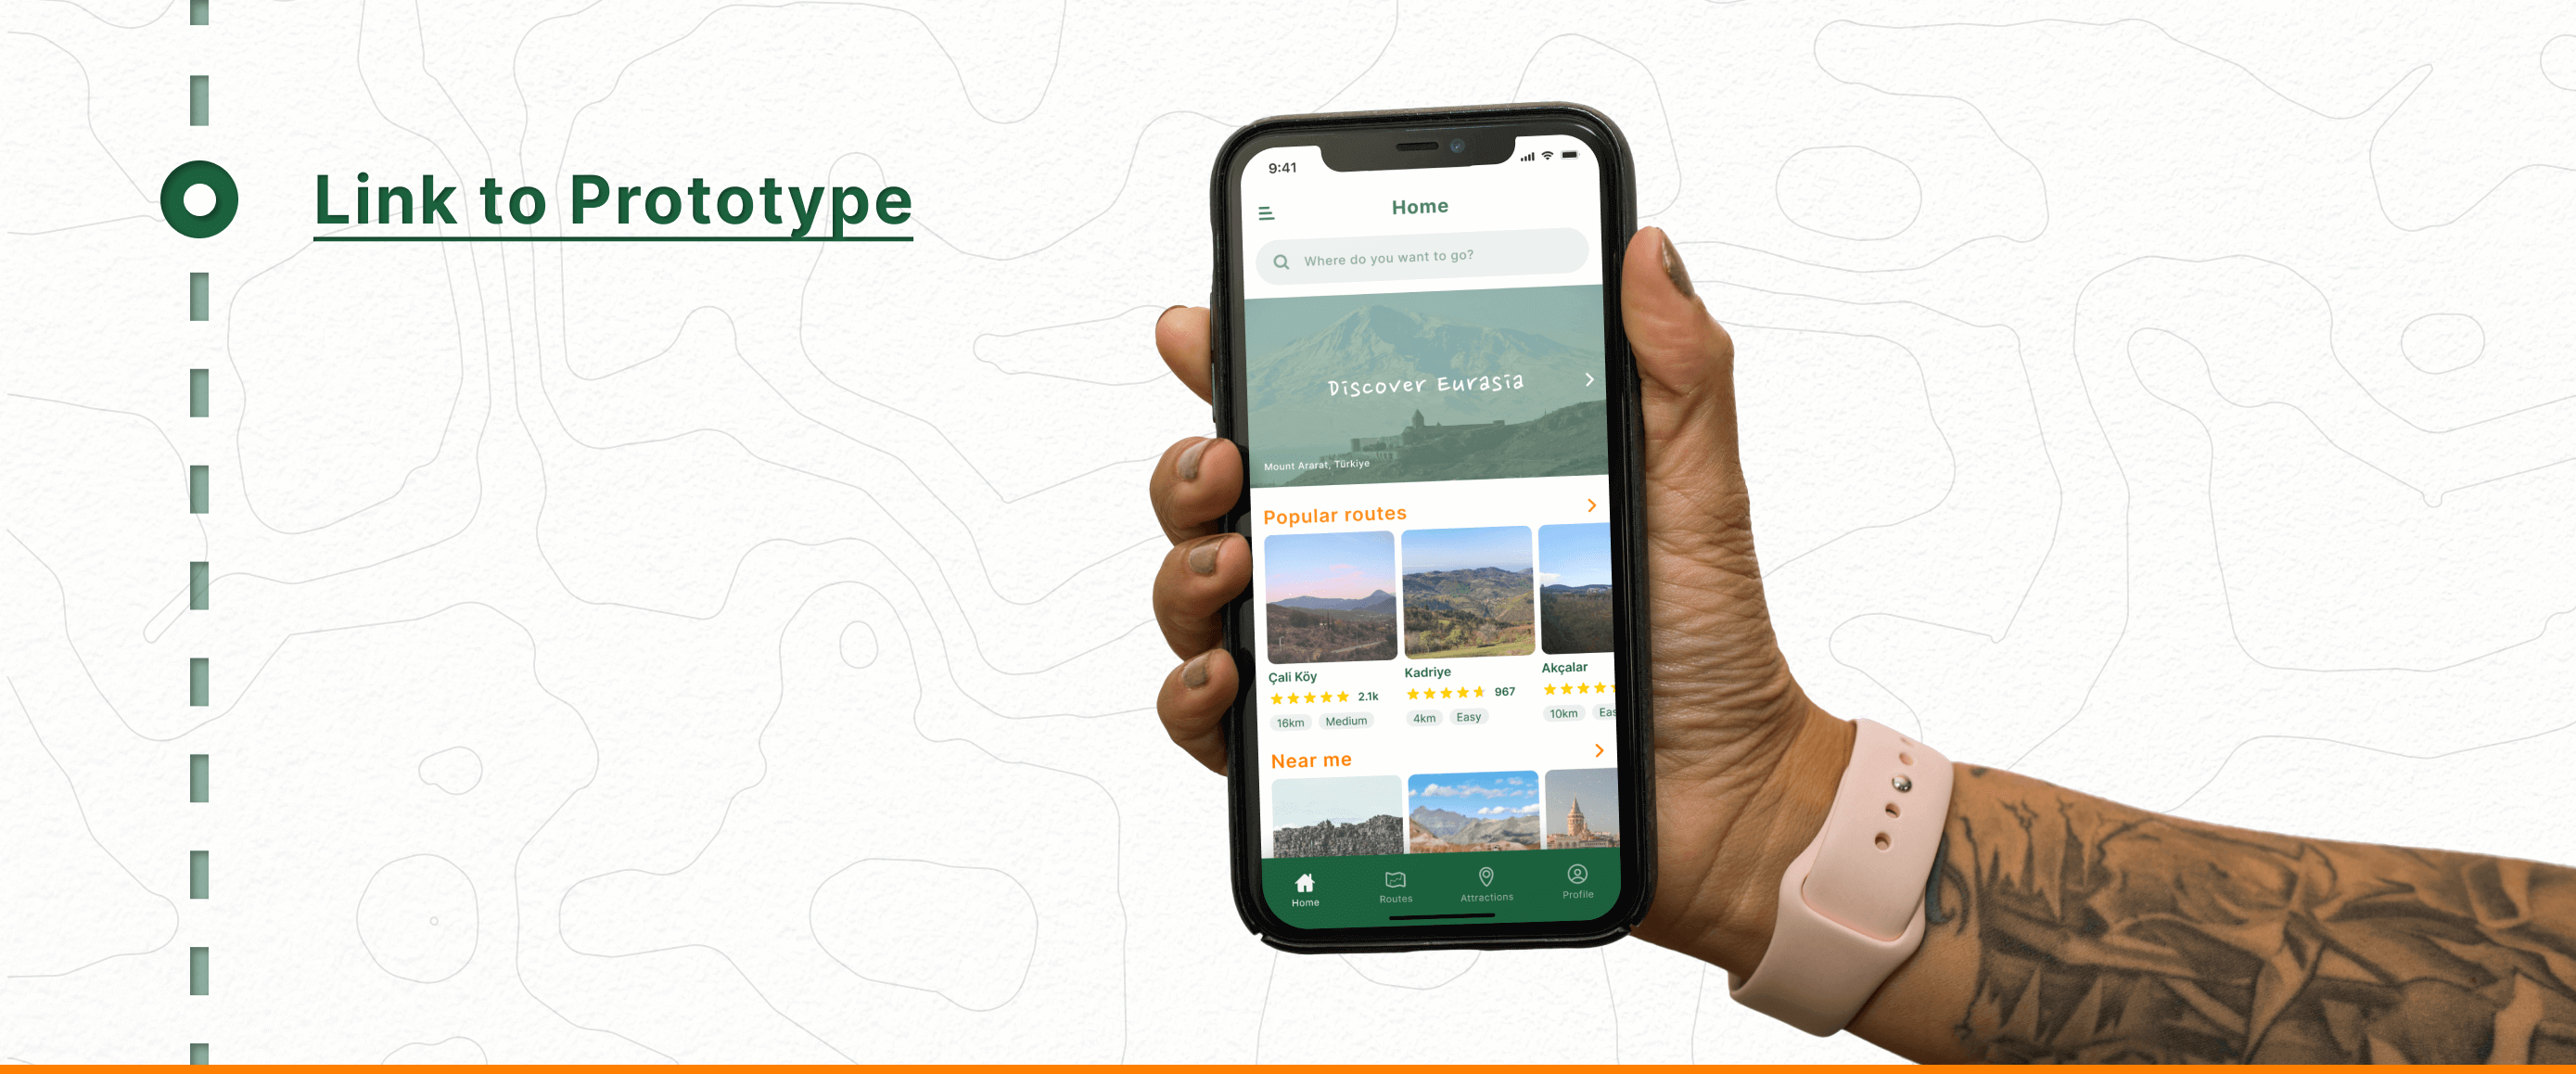 Link to Prototype
9:41
Home
Where do you want to go?
Discover Eurasia
Mount Ararat, Türkiye
Popular routes
Çali Köy
Kadriye
Akçalar
2.1k
967
16km
Medium
4km
Easy
10km
Near me
Home
Routes
Attractions
Profile